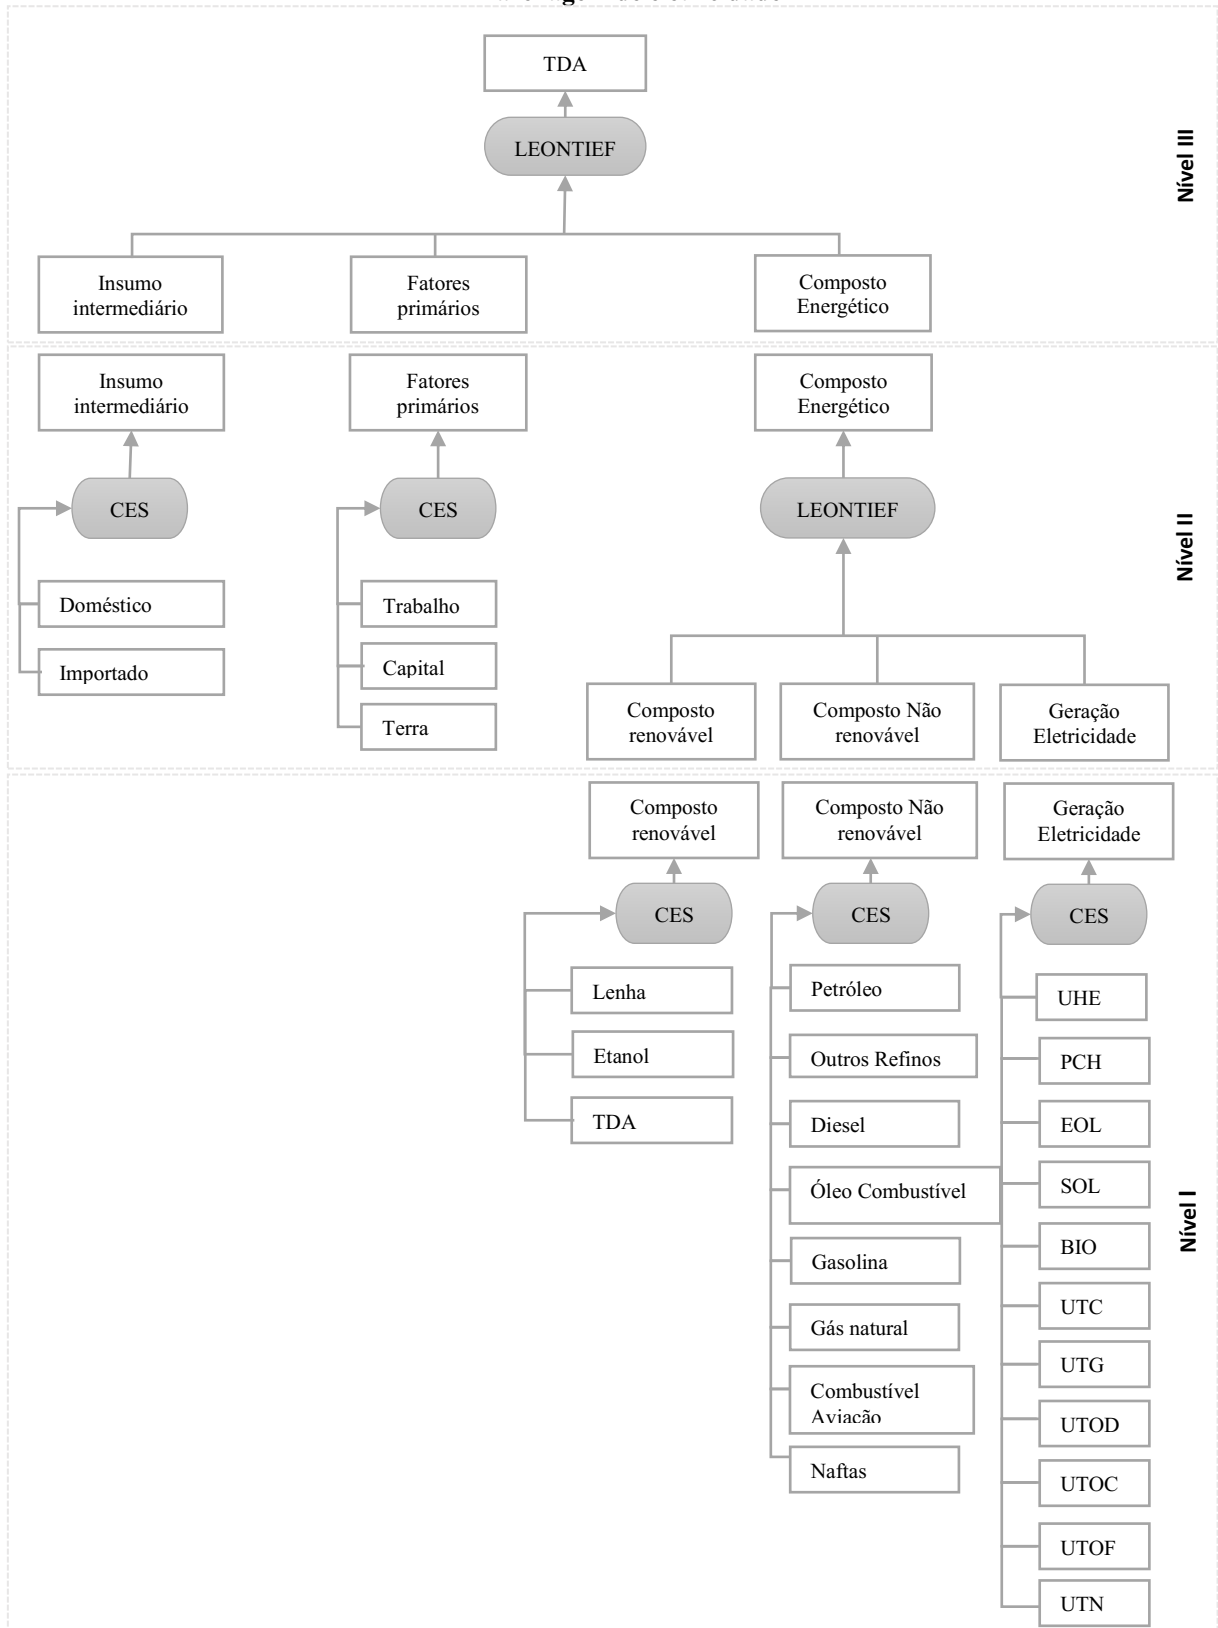 TDA
LEONTIEF
Nível III
Insumo
intermediário
Fatores
primários
Composto
Energético
Insumo
intermediário
Fatores
primários
Composto
Energético
CES
CES
LEONTIEF
Nível II
Doméstico
Importado
Trabalho
Capital
Terra
Composto
renovável
Composto Não
renovável
Geração
Eletricidade
Composto
renovável
Composto Não
renovável
Geração
Eletricidade
CES
CES
CES
Lenha
Etanol
TDA
Petróleo
Outros Refinos
Diesel
Óleo Combustível
Gasolina
Gás natural
Combustível
Aviação
Naftas
UHE
PCH
EOL
SOL
BIO
UTC
UTG
UTOD
UTOC
UTOF
UTN
Nível I